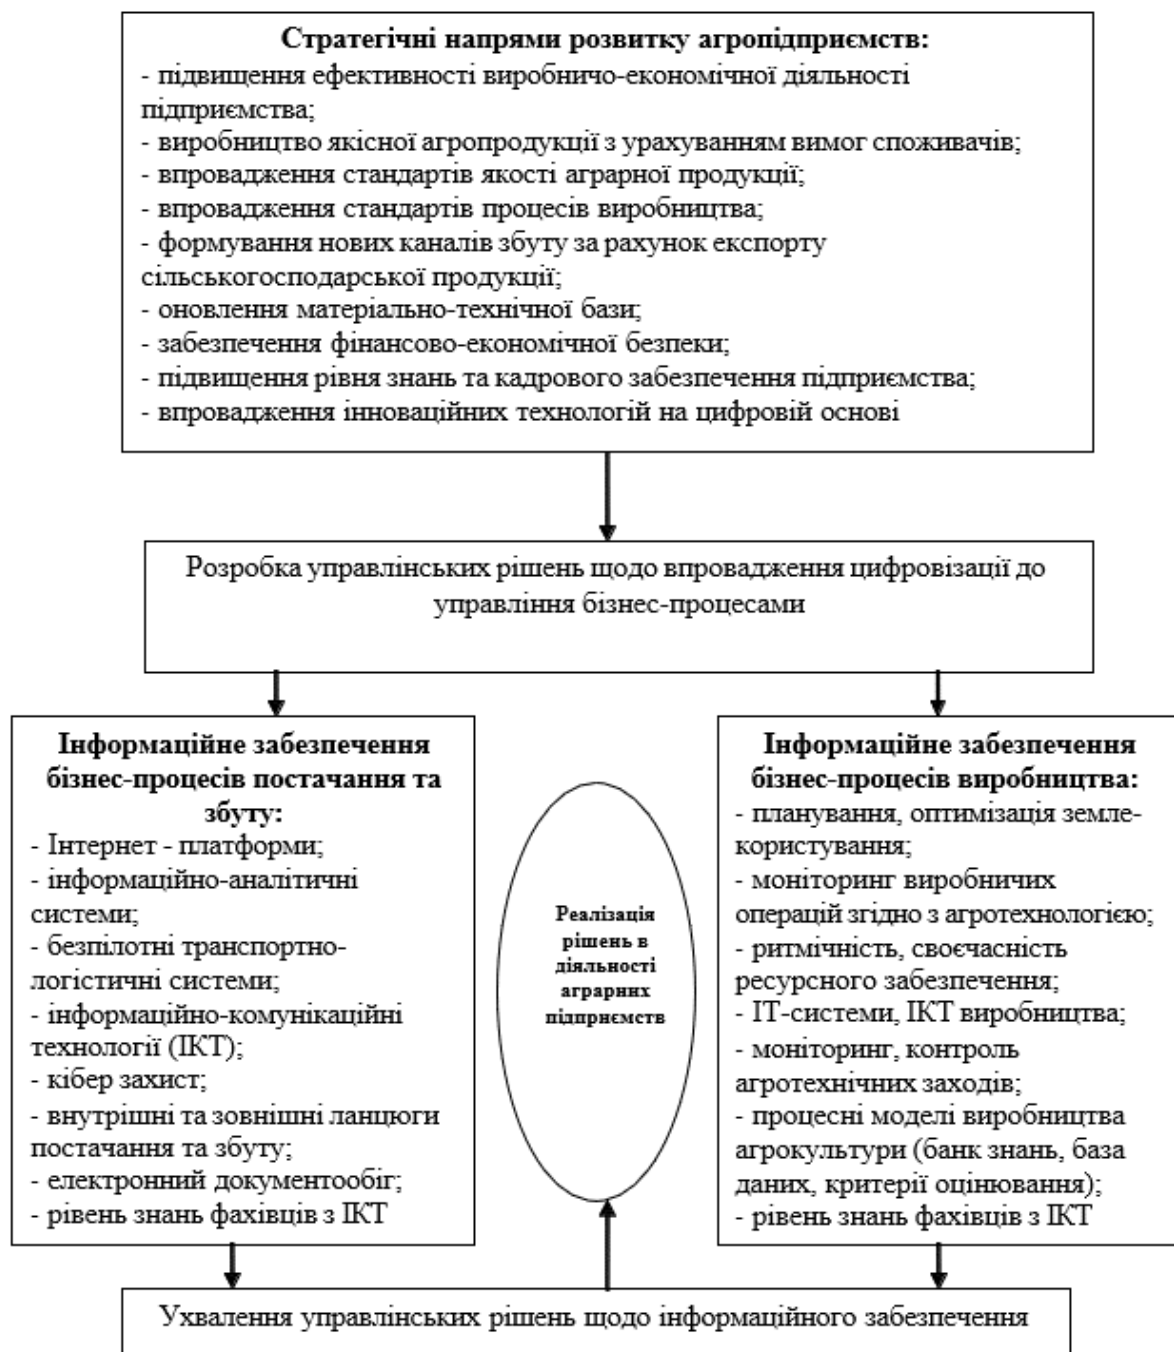 Стратегічні напрями розвитку агропідприємств:
- підвищення ефективності виробничо-економічної діяльності
підприємства;
- виробництво якісної агропродукції з урахуванням вимог споживачів;
- впровадження стандартів якості аграрної продукції;
- впровадження стандартів процесів виробництва;
- формування нових каналів збуту за рахунок експорту
сільськогосподарської продукції;
- оновлення матеріально-технічної бази;
- забезпечення фінансово-економічної безпеки;
- підвищення рівня знань та кадрового забезпечення підприємства;
- впровадження інноваційних технологій на цифровій основі
Розробка управлінських рішень щодо впровадження цифровізації до
управління бізнес-процесами
Інформаційне забезпечення
бізнес-процесів постачання та
збуту:
- Інтернет - платформи;
- інформаційно-аналітичні
системи;
- безпілотні транспортно-
логістичні системи;
- інформаційно-комунікаційні
технології (ІКТ);
- кібер захист;
- внутрішні та зовнішні ланцюги
постачання та збуту;
- електронний документообіг;
- рівень знань фахівців з ІКТ
Реалізація
рішень в
діяльності
аграрних
підприємств
Інформаційне забезпечення
бізнес-процесів виробництва:
- планування, оптимізація земле-
користування;
- моніторинг виробничих
операцій згідно з агротехнологією;
- ритмічність, своєчасність
ресурсного забезпечення;
- ІТ-системи, ІКТ виробництва;
- моніторинг, контроль
агротехнічних заходів;
- процесні моделі виробництва
агрокультури (банк знань, база
даних, критерії оцінювання);
- рівень знань фахівців з ІКТ
Ухвалення управлінських рішень щодо інформаційного забезпечення